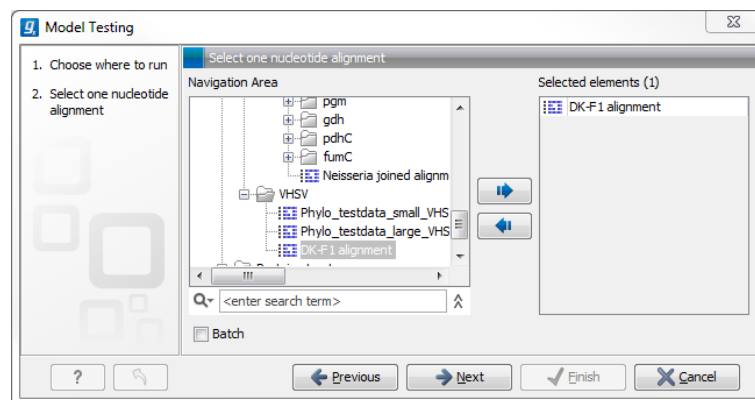 Model Testing
1. Choose where to run
2. Select one nucleotide
alignment
Select one nucleotide alignment
Navigation Area
pgm
gdh
pdhC
fumC
Neisseria joined alignm
VHSV
Phylo_testdata_small_VHS
Phylo_testdata_large_VHS
DK-F1 alignment
<enter search term>
Batch
Selected elements (1)
DK-F1 alignment
?
Previous
Next
Finish
Cancel